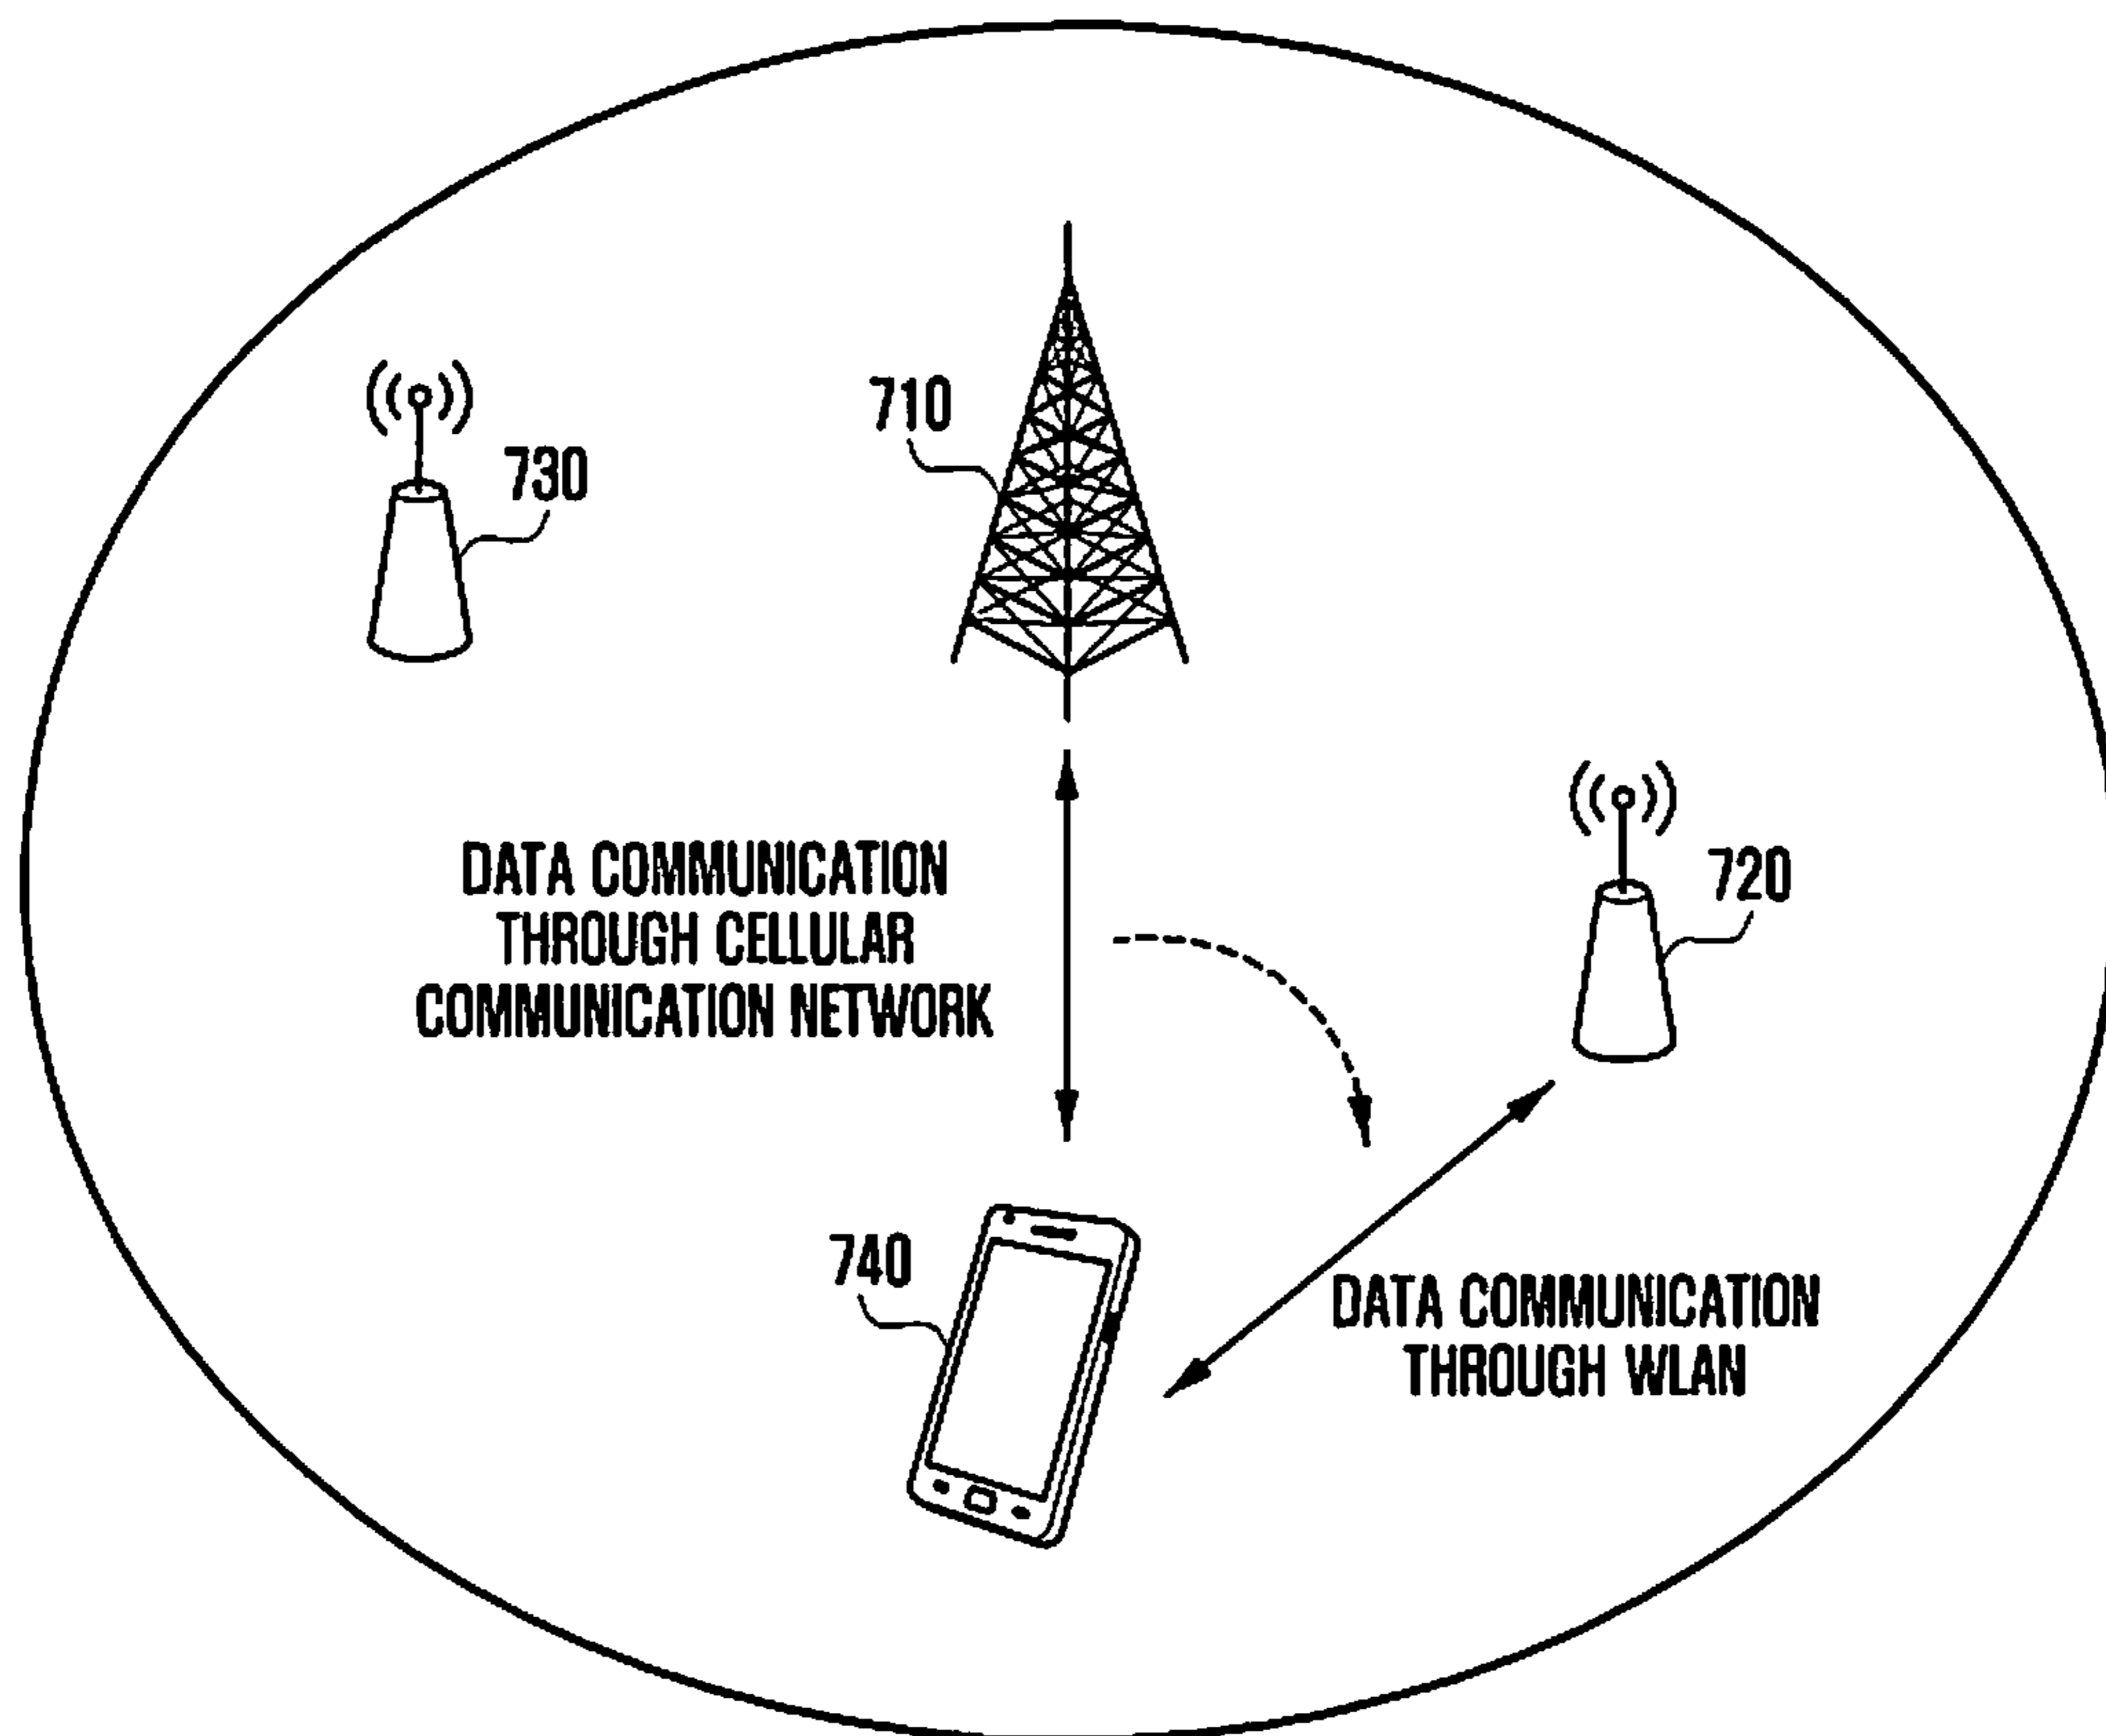 710
730
DATA COMMUNICATION
THROUGH CELLULAR
COMMUNICATION NETWORK
720
740
DATA COMMUNICATION
THROUGH WLAN